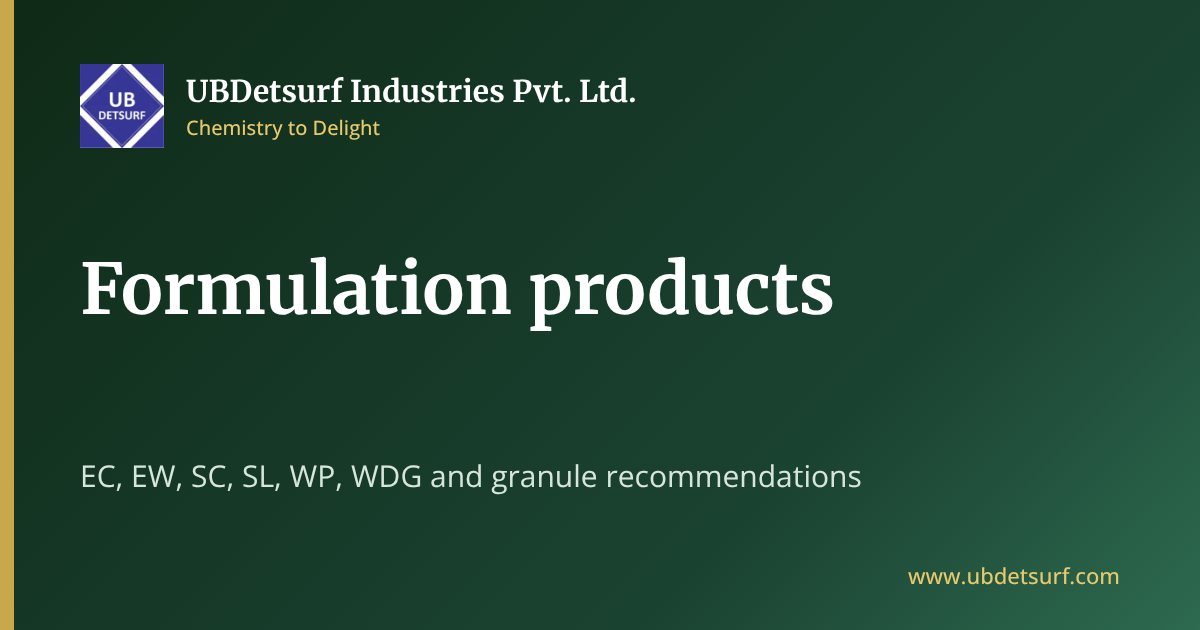 UB
DETSURF
UBDetsurf Industries Pvt. Ltd.
Chemistry to Delight
Formulation products
EC, EW, SC, SL, WP, WDG and granule recommendations
www.ubdetsurf.com